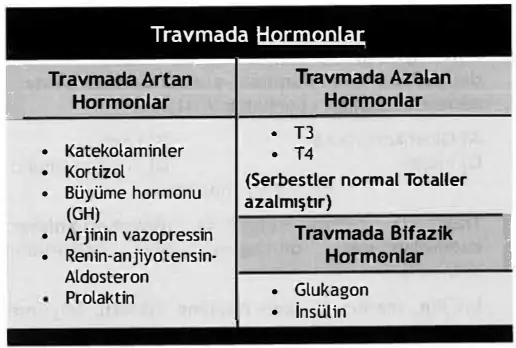 Travmada Hormonlar
Travmada Artan
Hormonlar
• Katekolaminler
• Kortizol
• Büyüme hormonu
(GH)
• Arjinin vazopressin
• Renin-anjiyotensin-
Aldosteron
• Prolaktin
Travmada Azalan
Hormonlar
• T3
• T4
(Serbestler normal Totaller
azalmıştır)
Travmada Bifazik
Hormonlar
• Glukagon
• İnsülin